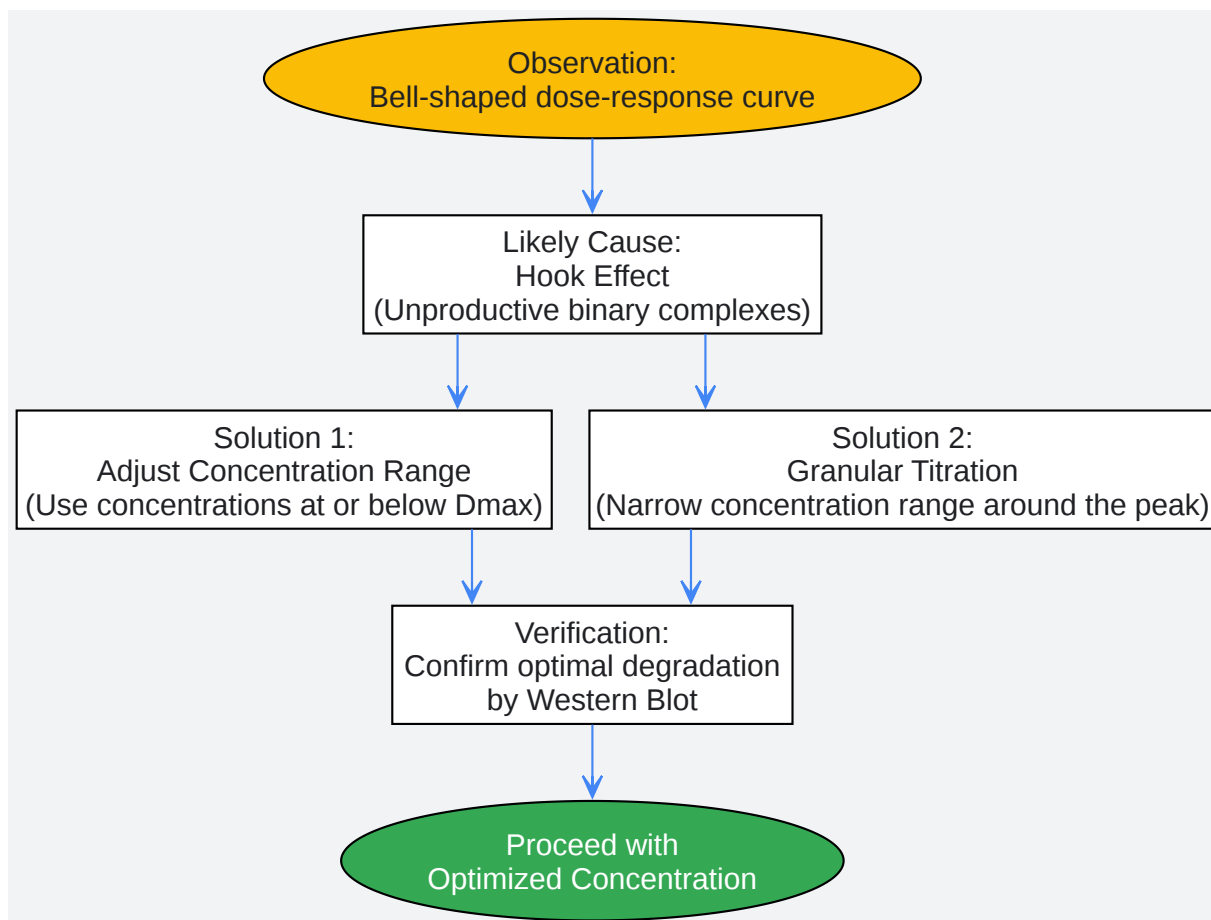 Observation:
Bell-shaped dose-response curve
Likely Cause:
Hook Effect
(Unproductive binary complexes)
Solution 1:
Adjust Concentration Range
(Use concentrations at or below Dmax)
Solution 2:
Granular Titration
(Narrow concentration range around the peak)
Verification:
Confirm optimal degradation
by Western Blot
Proceed with
Optimized Concentration